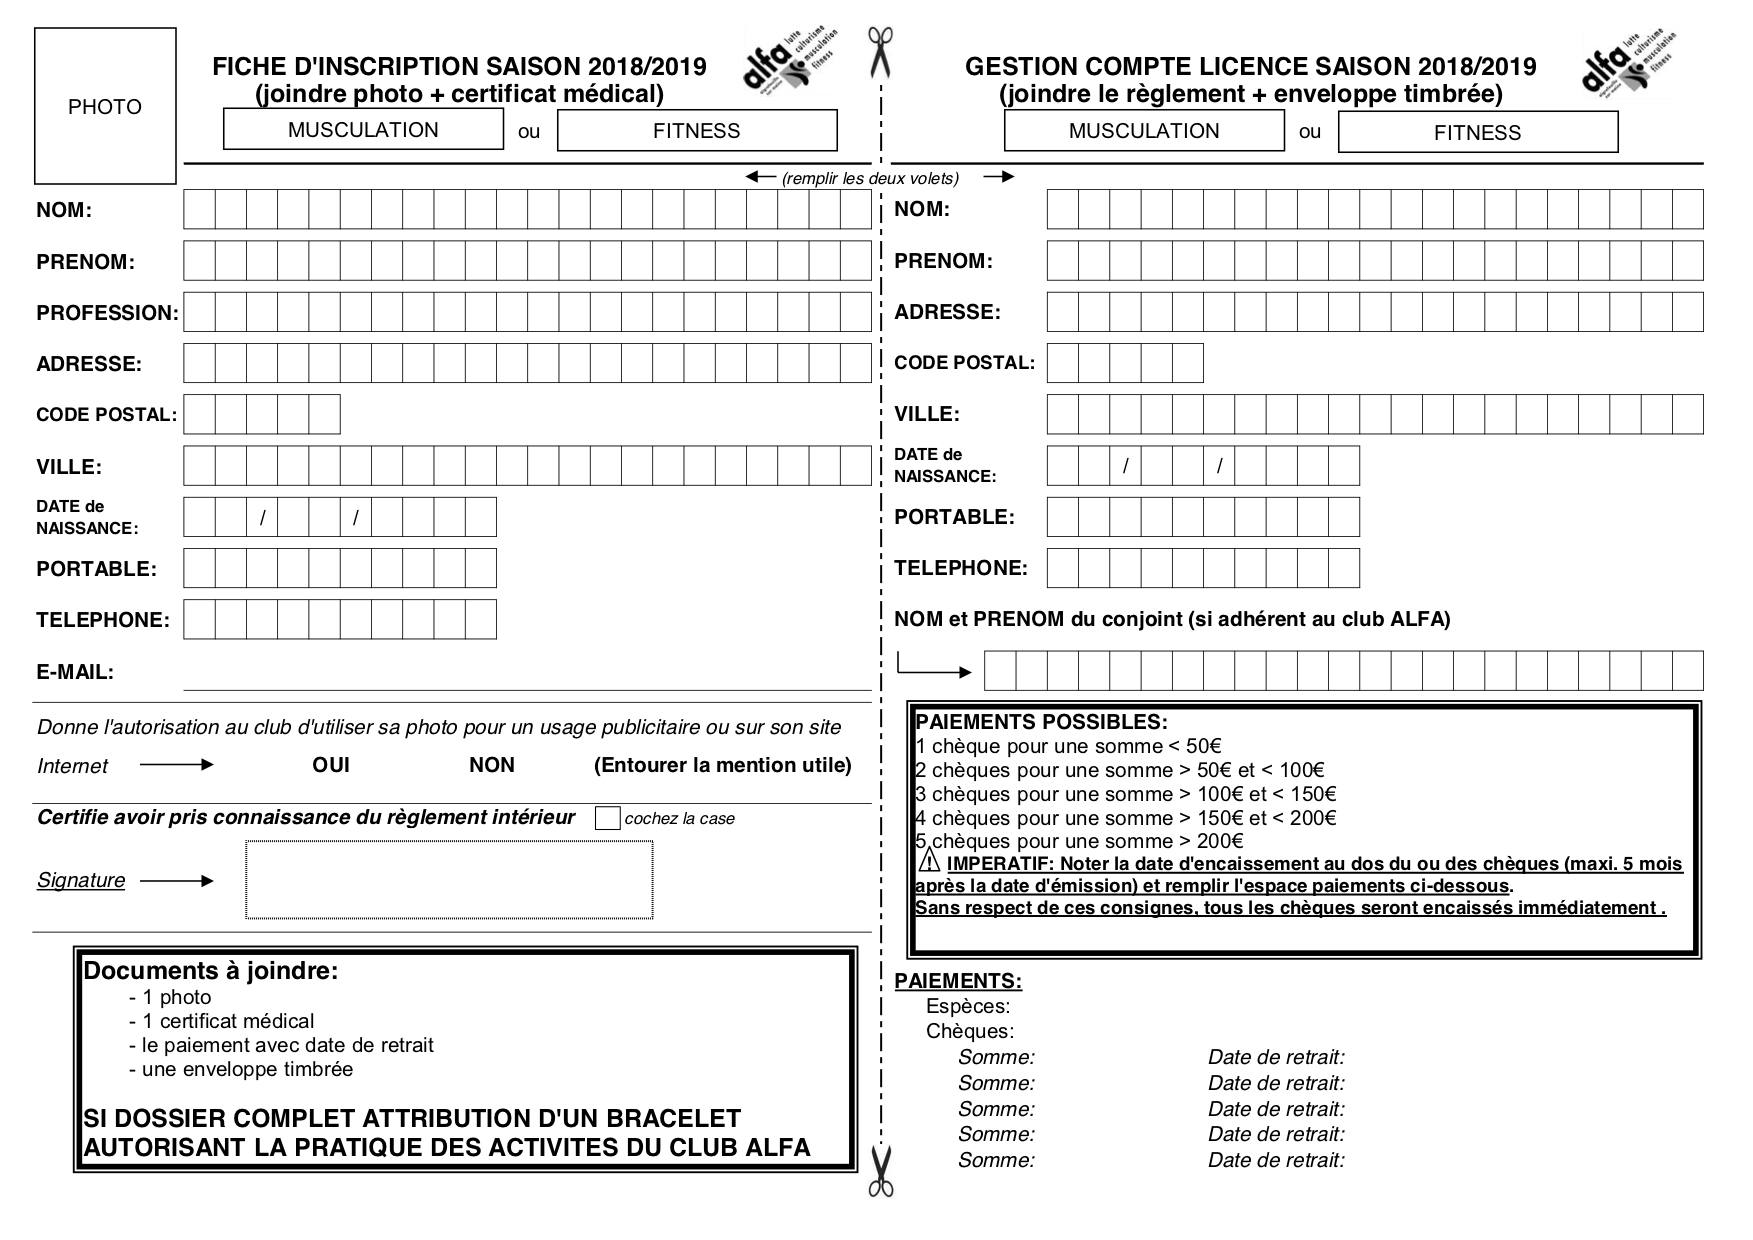 PHOTO
FICHE D'INSCRIPTION SAISON 2018/2019
(joindre photo + certificat médical)
alfa lutte culturisme musculation fitness
MUSCULATION ou FITNESS
(remplir les deux volets)
NOM:
PRENOM:
PROFESSION:
ADRESSE:
CODE POSTAL:
VILLE:
DATE de
NAISSANCE: / /
PORTABLE:
TELEPHONE:
E-MAIL:
Donne l'autorisation au club d'utiliser sa photo pour un usage publicitaire ou sur son site
Internet OUI NON (Entourer la mention utile)
Certifie avoir pris connaissance du règlement intérieur cochez la case
Signature
Documents à joindre:
- 1 photo
- 1 certificat médical
- le paiement avec date de retrait
- une enveloppe timbrée
SI DOSSIER COMPLET ATTRIBUTION D'UN BRACELET
AUTORISANT LA PRATIQUE DES ACTIVITES DU CLUB ALFA
GESTION COMPTE LICENCE SAISON 2018/2019
(joindre le règlement + enveloppe timbrée)
alfa lutte culturisme musculation fitness
MUSCULATION ou FITNESS
NOM:
PRENOM:
ADRESSE:
CODE POSTAL:
VILLE:
DATE de
NAISSANCE: / /
PORTABLE:
TELEPHONE:
NOM et PRENOM du conjoint (si adhérent au club ALFA)
PAIEMENTS POSSIBLES:
1 chèque pour une somme < 50€
2 chèques pour une somme > 50€ et < 100€
3 chèques pour une somme > 100€ et < 150€
4 chèques pour une somme > 150€ et < 200€
5 chèques pour une somme > 200€
IMPERATIF: Noter la date d'encaissement au dos du ou des chèques (maxi. 5 mois
après la date d'émission) et remplir l'espace paiements ci-dessous.
Sans respect de ces consignes, tous les chèques seront encaissés immédiatement .
PAIEMENTS:
Espèces:
Chèques:
Somme: Date de retrait:
Somme: Date de retrait:
Somme: Date de retrait:
Somme: Date de retrait:
Somme: Date de retrait: